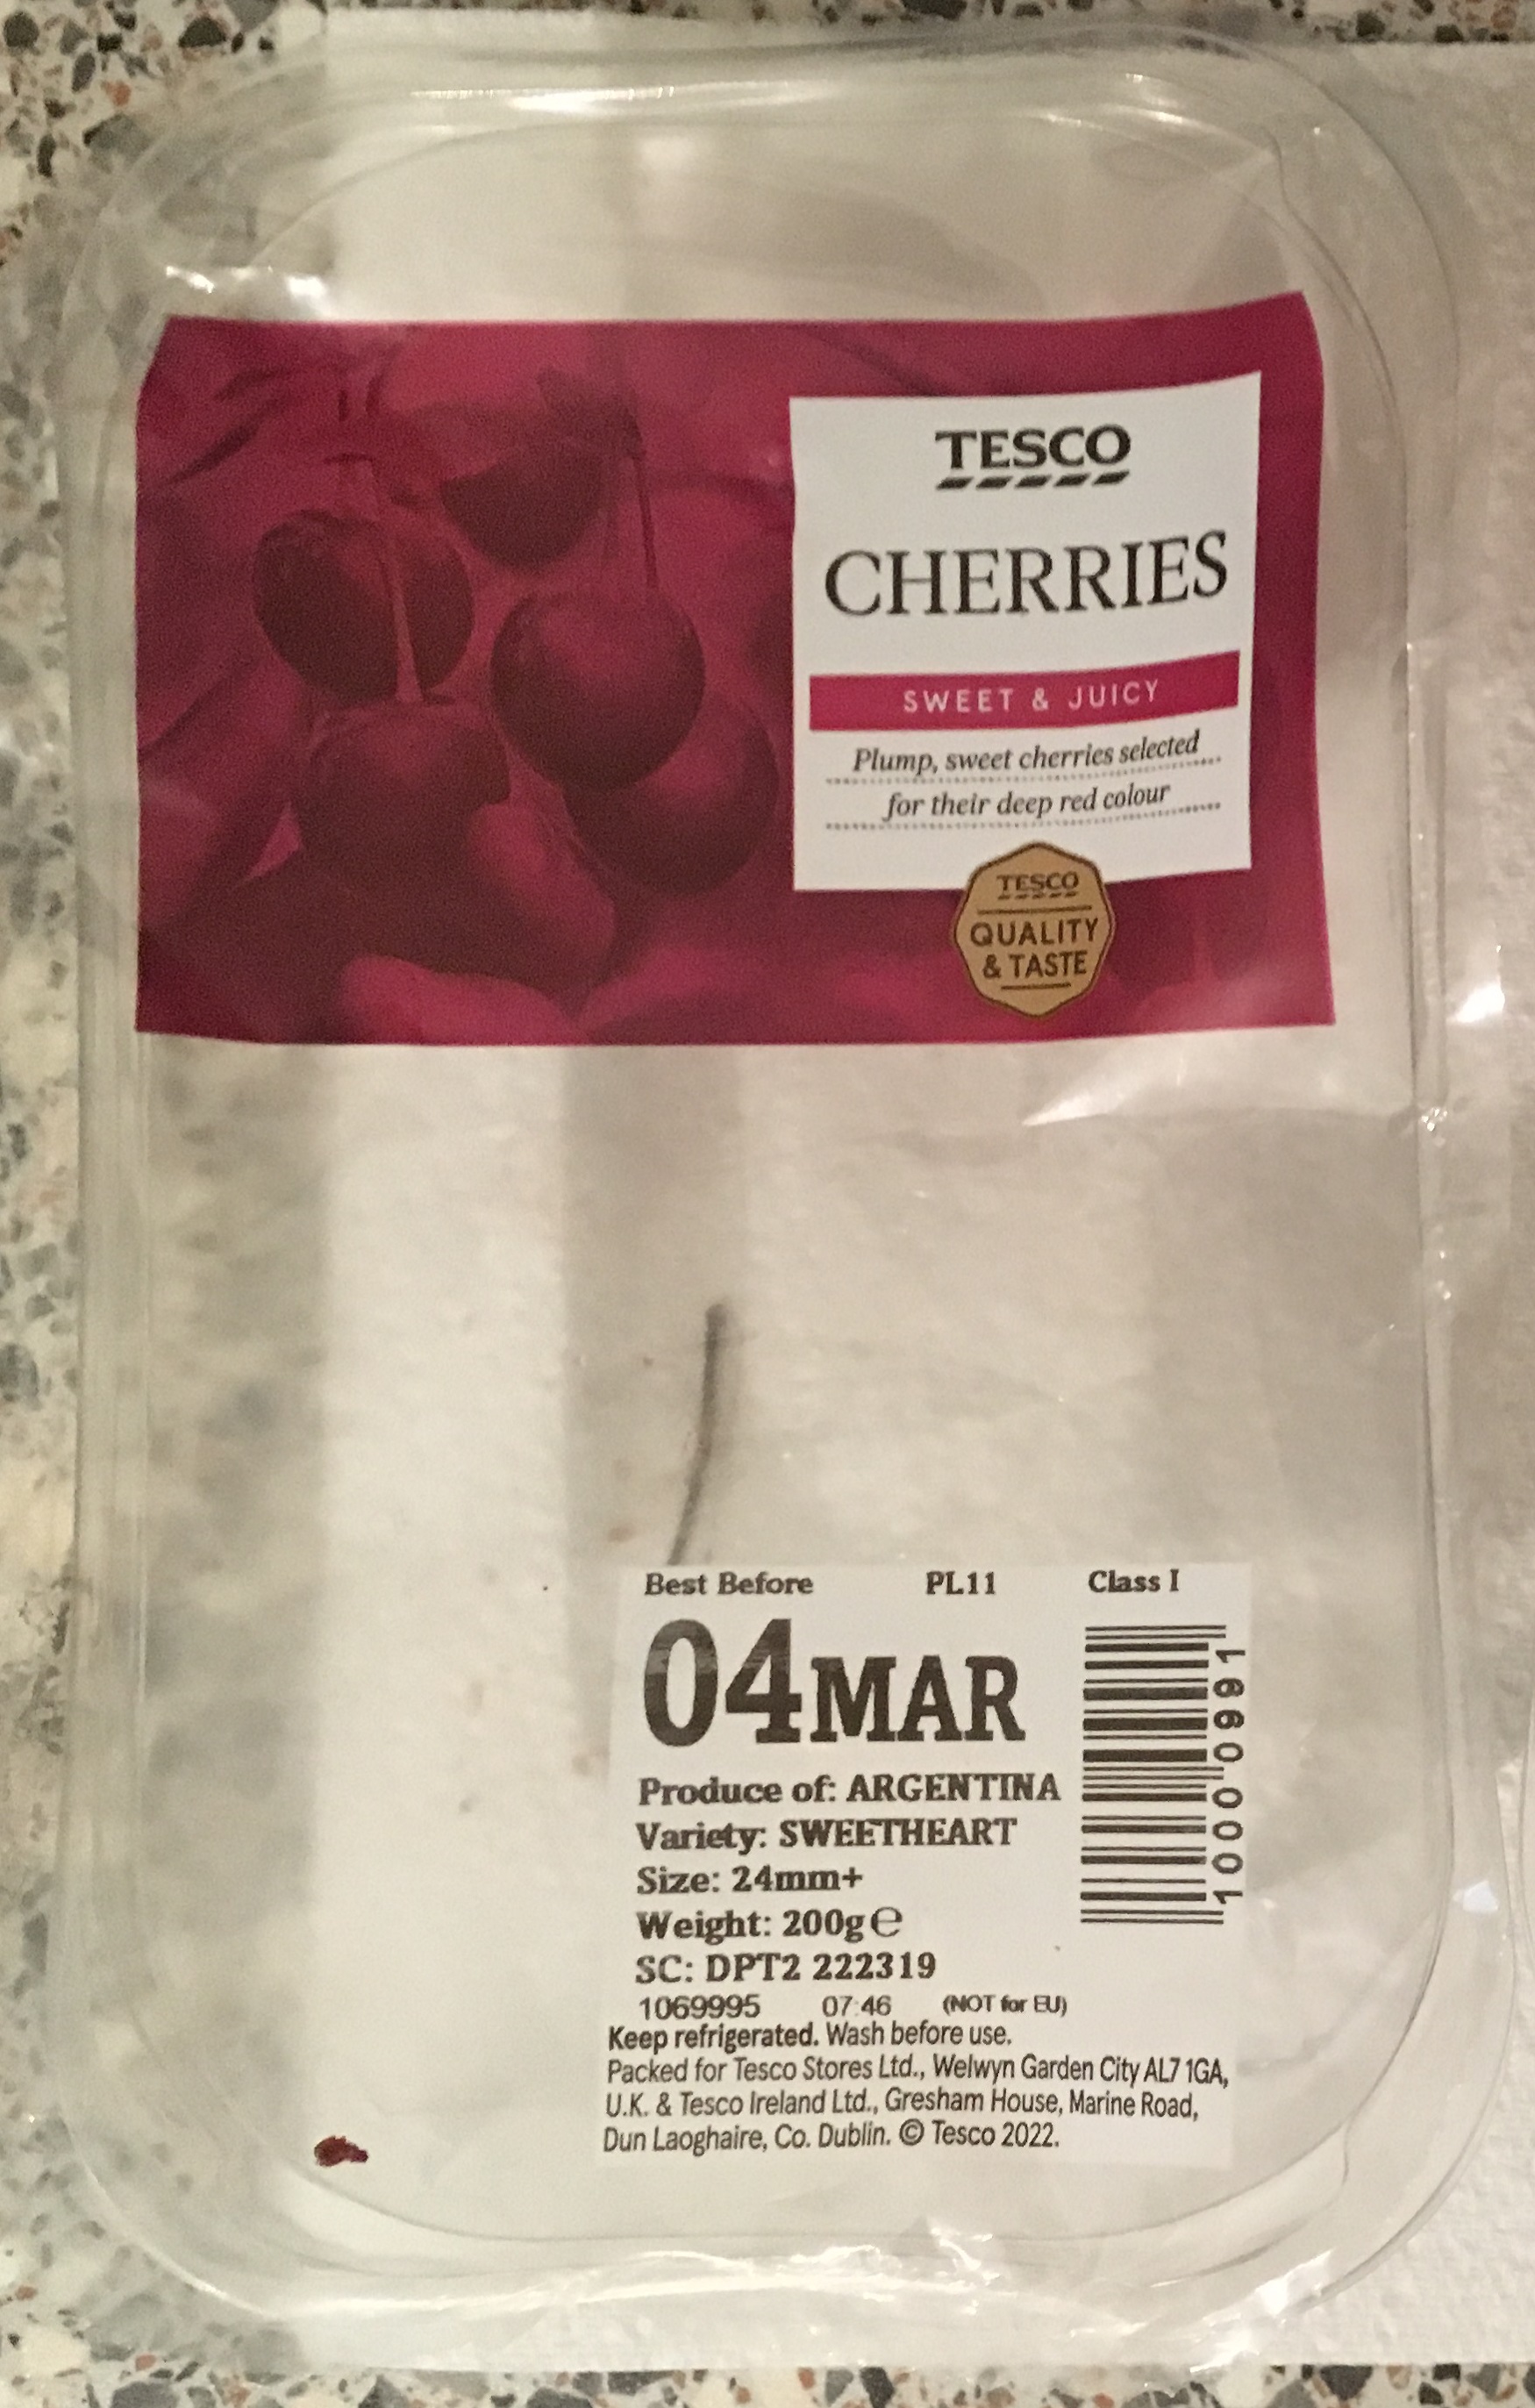 TESCO
CHERRIES
SWEET & JUICY
Plump, sweet cherries selected
for their deep red colour
TESCO
QUALITY
& TASTE
Best Before PL11 Class I
04MAR
Produce of: ARGENTINA
Variety: SWEETHEART
Size: 24mm+
Weight: 200g℮
SC: DPT2 222319
1069995 07:46 (NOT for EU)
Keep refrigerated. Wash before use.
Packed for Tesco Stores Ltd., Welwyn Garden City AL7 1GA,
U.K. & Tesco Ireland Ltd., Gresham House, Marine Road,
Dun Laoghaire, Co. Dublin. © Tesco 2022.
10000991